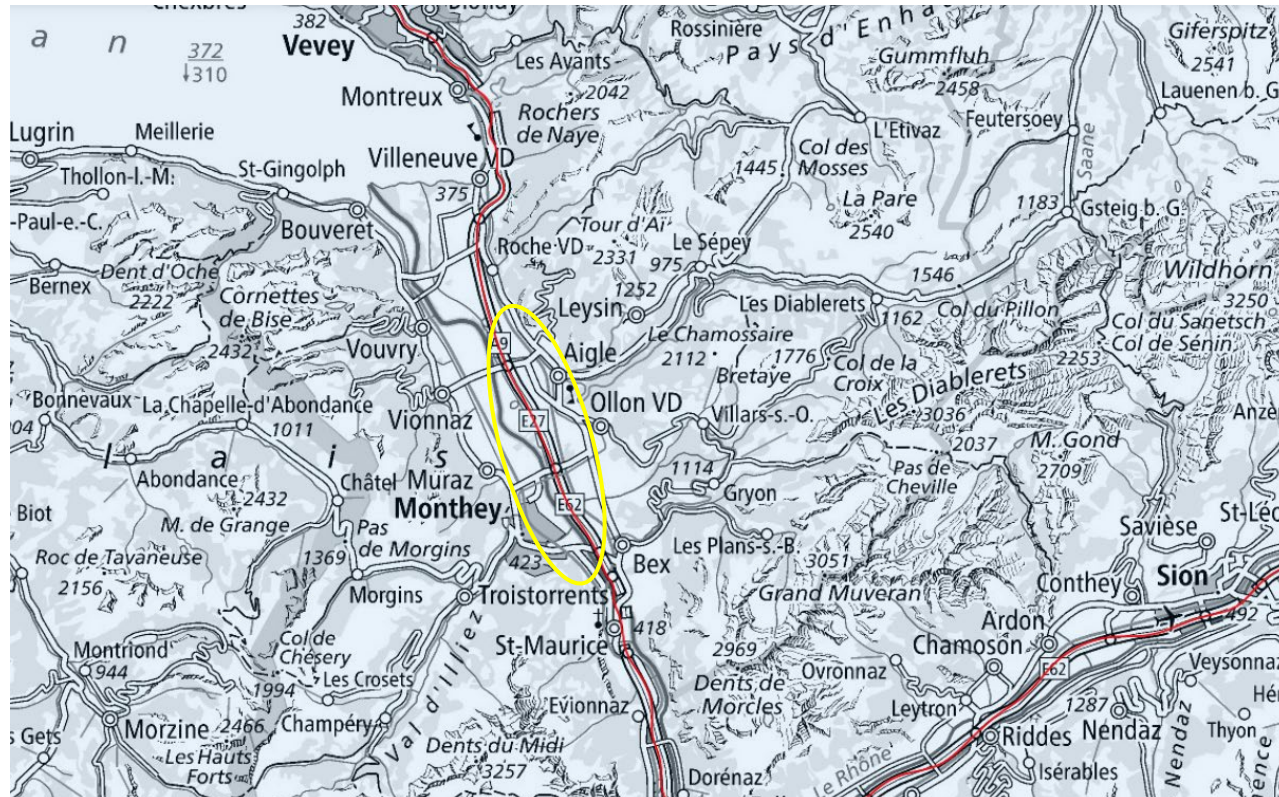 382
Vevey
a n
372
↓310
Les Avants
Rossinière
Pays d'Enha
Giferspitz
2541
Gummfluh
2458
Lauenen b. G
Montreux
2042
Rochers
de Naye
L'Etivaz
Feutersoey
Saane
Lugrin
Meillerie
Villeneuve VD
Col des
Mosses
1445
St-Gingolph
Thollon-l.-M.
375
La Pare
2540
1183
Gsteig b. G.
-Paul-e.-C.
Bouveret
Tour d'Aï
2331
Roche VD
Le Sépey
975
1546
Wildhorn
3250
Dent d'Oche
2222
Bernex
Cornettes
de Bise
2432
Leysin
1252
Les Diablerets
1162
Col du Pillon
Col du Sanetsch
Col de Sénin
2253
Le Chamossaire
2112
1776
Bretaye
Col de la
Croix
Vouvry
A9
Aigle
Les Diablerets
3036
Bonnevaux
La Chapelle-d'Abondance
1011
Vionnaz
E27
Ollon VD
Villars-s.-O.
2037
M. Gond
2709
Anzè
l a i s
Abondance
2432
Châtel
Muraz
1114
Gryon
Pas de
Cheville
M. de Grange
Monthey
E62
Biot
Pas
de Morgins
1369
Savièse
St-Léo
Roc de Tavaneuse
2156
423
Bex
Les Plans-s.-B.
3051
Grand Muveran
Conthey
Sion
Morgins
Troistorrents
492
Ardon
Chamoson
Col de
Chésery
1994
St-Maurice
418
2969
Dents de
Morcles
Ovronnaz
E62
Veysonnaz
Montriond
944
Les Crosets
Val d'Illiez
Leytron
1287
Hé
Morzine
2466
Champéry
Evionnaz
Riddes
Nendaz
Thyon
s Gets
Les Hauts
Forts
Dents du Midi
3257
Isérables
Nendaz
Dorénaz
Le Rhône
ence